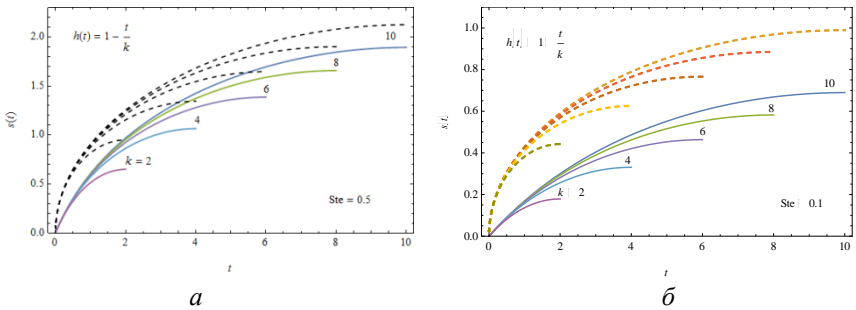 h(t) = 1 − t/k
2.0
1.5
s(t)
1.0
0.5
0.0
10
8
6
4
k = 2
Ste = 0.5
0 2 4 6 8 10
t
а
h[t] 1 t/k
1.0
0.8
0.6
s[t]
0.4
0.2
0.0
10
8
6
4
k 2
Ste 0.1
0 2 4 6 8 10
t
б